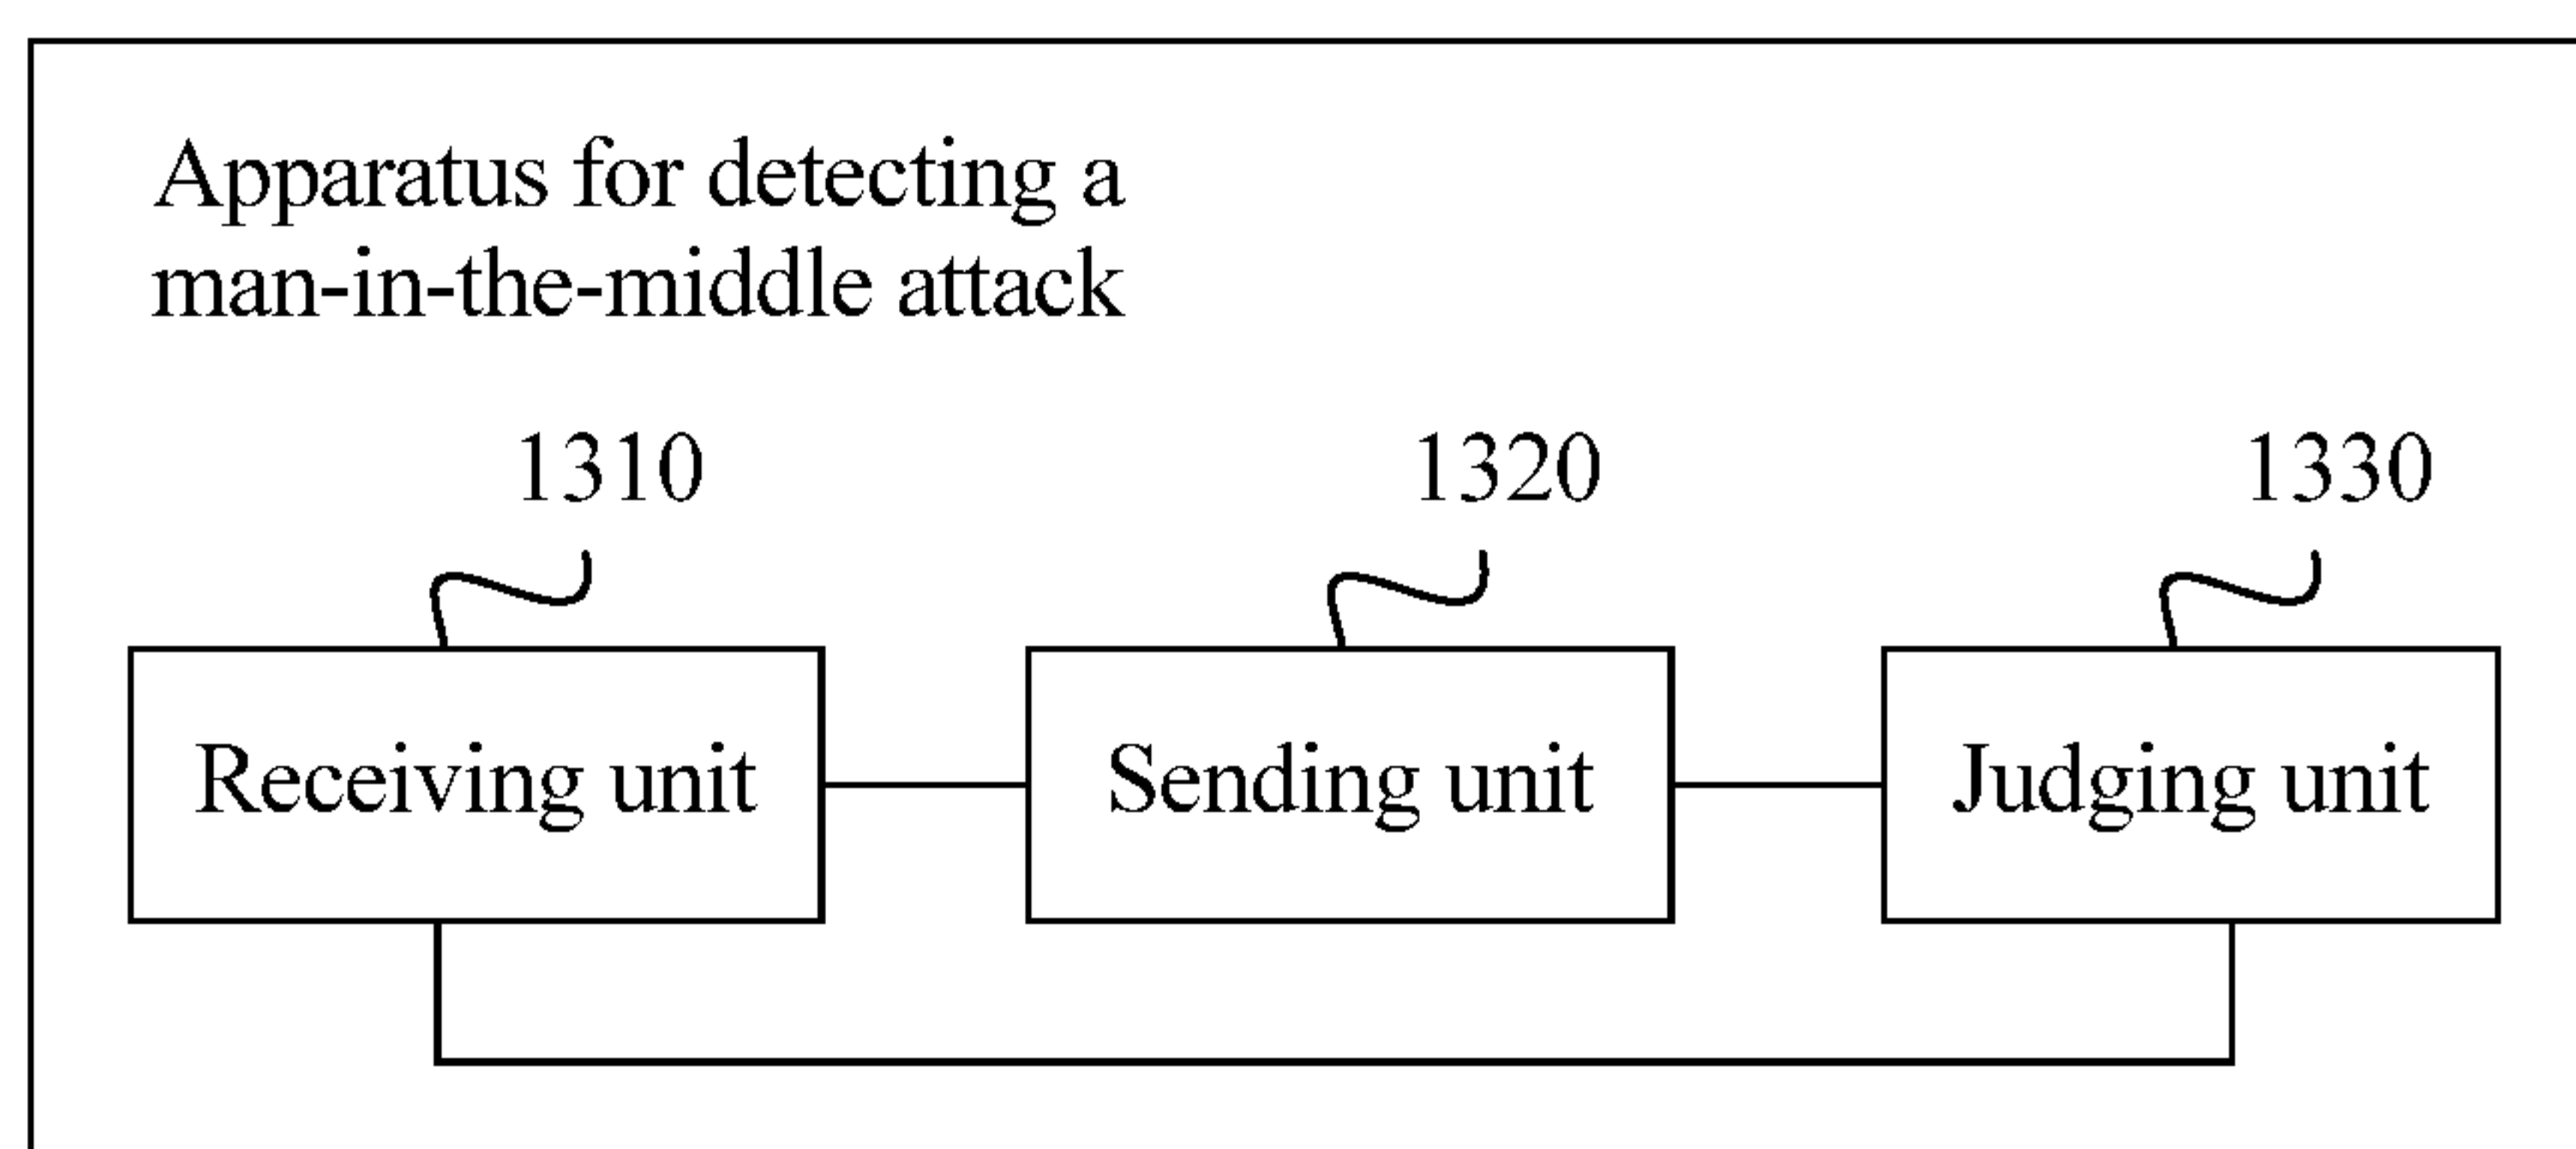 Apparatus for detecting a
man-in-the-middle attack
1310 1320 1330
Receiving unit Sending unit Judging unit